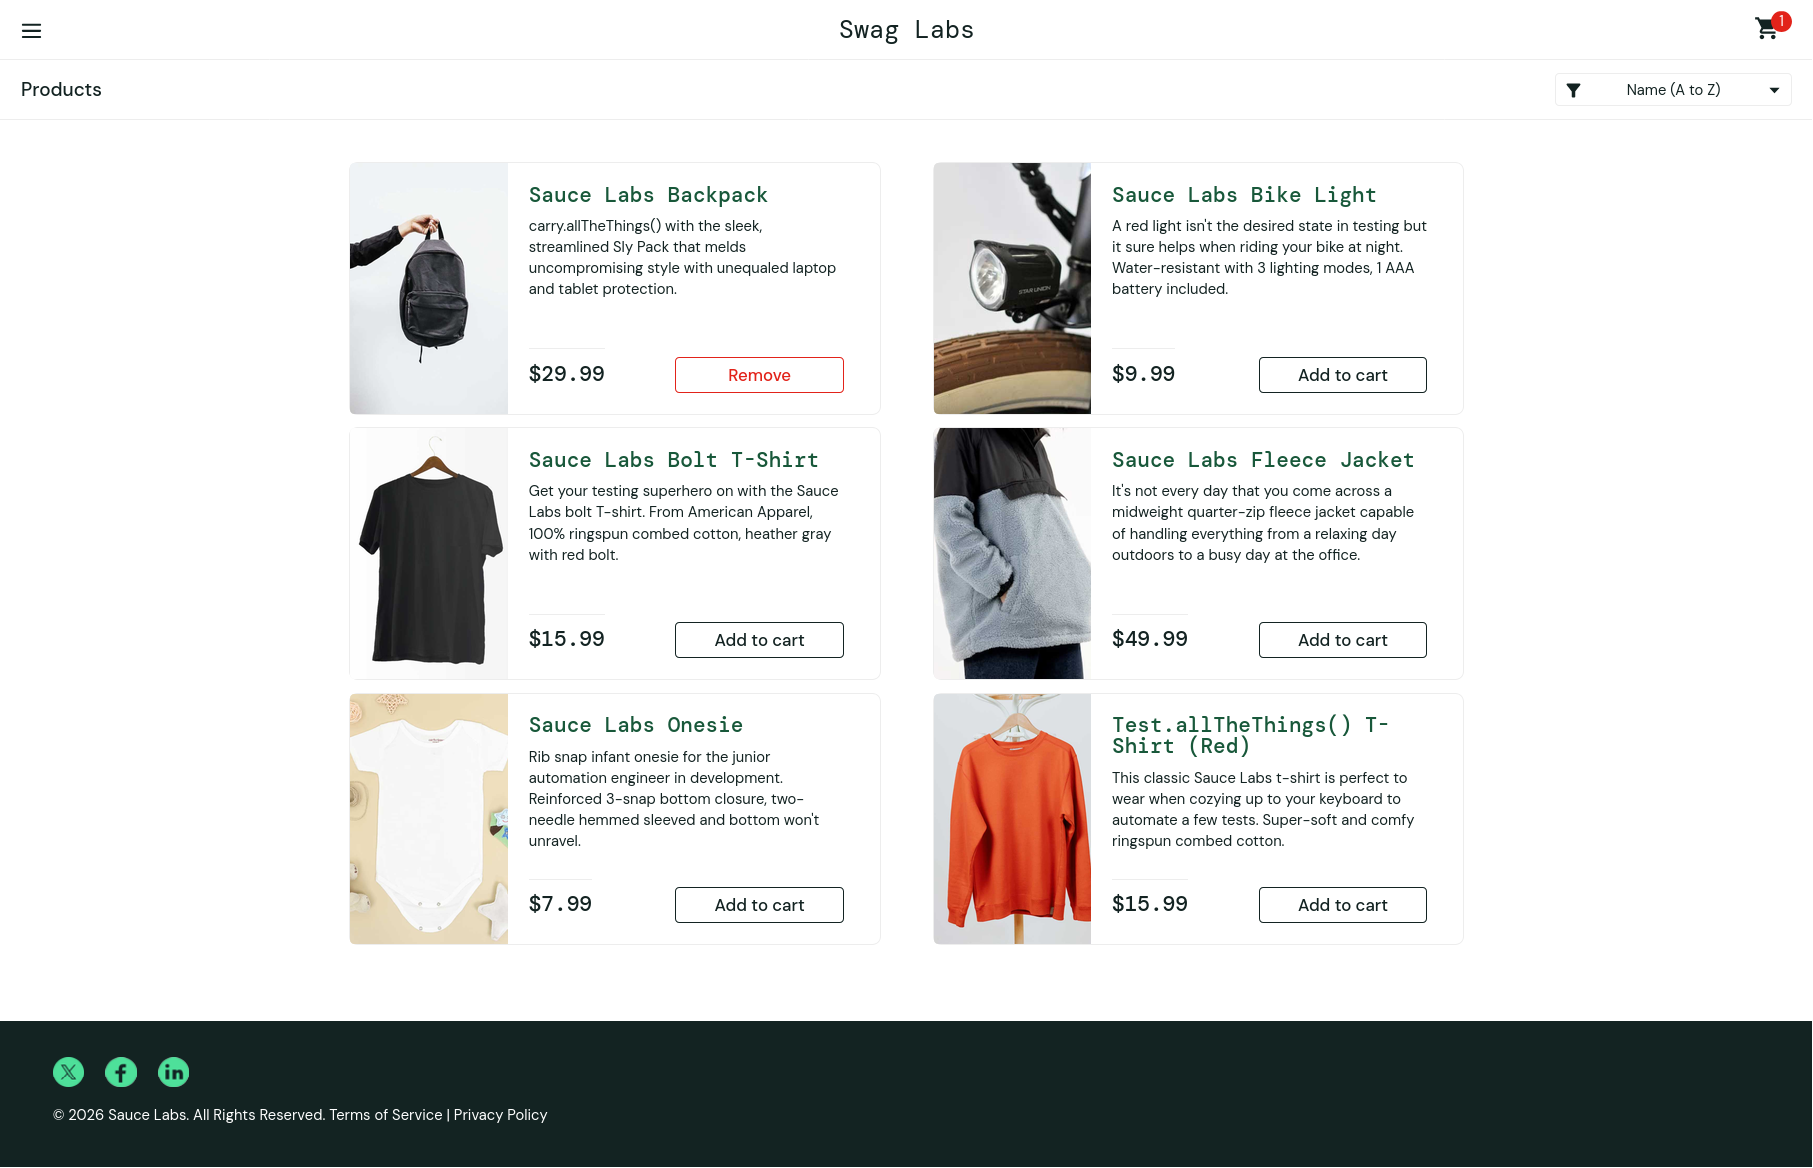 Swag Labs
1
Products
Name (A to Z)
Sauce Labs Backpack
carry.allTheThings() with the sleek,
streamlined Sly Pack that melds
uncompromising style with unequaled laptop
and tablet protection.
$29.99
Remove
Sauce Labs Bike Light
A red light isn't the desired state in testing but
it sure helps when riding your bike at night.
Water-resistant with 3 lighting modes, 1 AAA
battery included.
$9.99
Add to cart
STAR UNION
Sauce Labs Bolt T-Shirt
Get your testing superhero on with the Sauce
Labs bolt T-shirt. From American Apparel,
100% ringspun combed cotton, heather gray
with red bolt.
$15.99
Add to cart
Sauce Labs Fleece Jacket
It's not every day that you come across a
midweight quarter-zip fleece jacket capable
of handling everything from a relaxing day
outdoors to a busy day at the office.
$49.99
Add to cart
Sauce Labs Onesie
Rib snap infant onesie for the junior
automation engineer in development.
Reinforced 3-snap bottom closure, two-
needle hemmed sleeved and bottom won't
unravel.
$7.99
Add to cart
Test.allTheThings() T-
Shirt (Red)
This classic Sauce Labs t-shirt is perfect to
wear when cozying up to your keyboard to
automate a few tests. Super-soft and comfy
ringspun combed cotton.
$15.99
Add to cart
© 2026 Sauce Labs. All Rights Reserved. Terms of Service | Privacy Policy